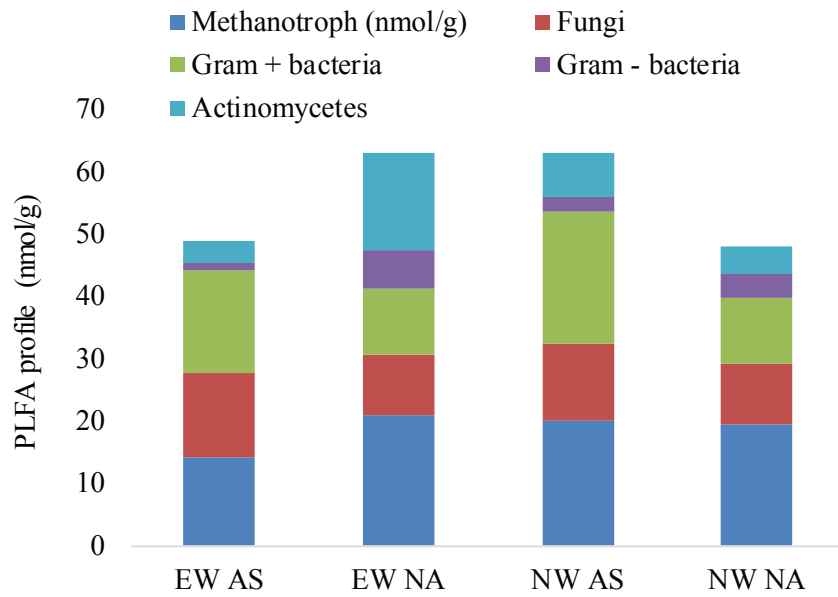 Methanotroph (nmol/g) Fungi
Gram + bacteria Gram - bacteria
Actinomycetes
70
60
50
40
30
20
10
0
PLFA profile (nmol/g)
EW AS EW NA NW AS NW NA